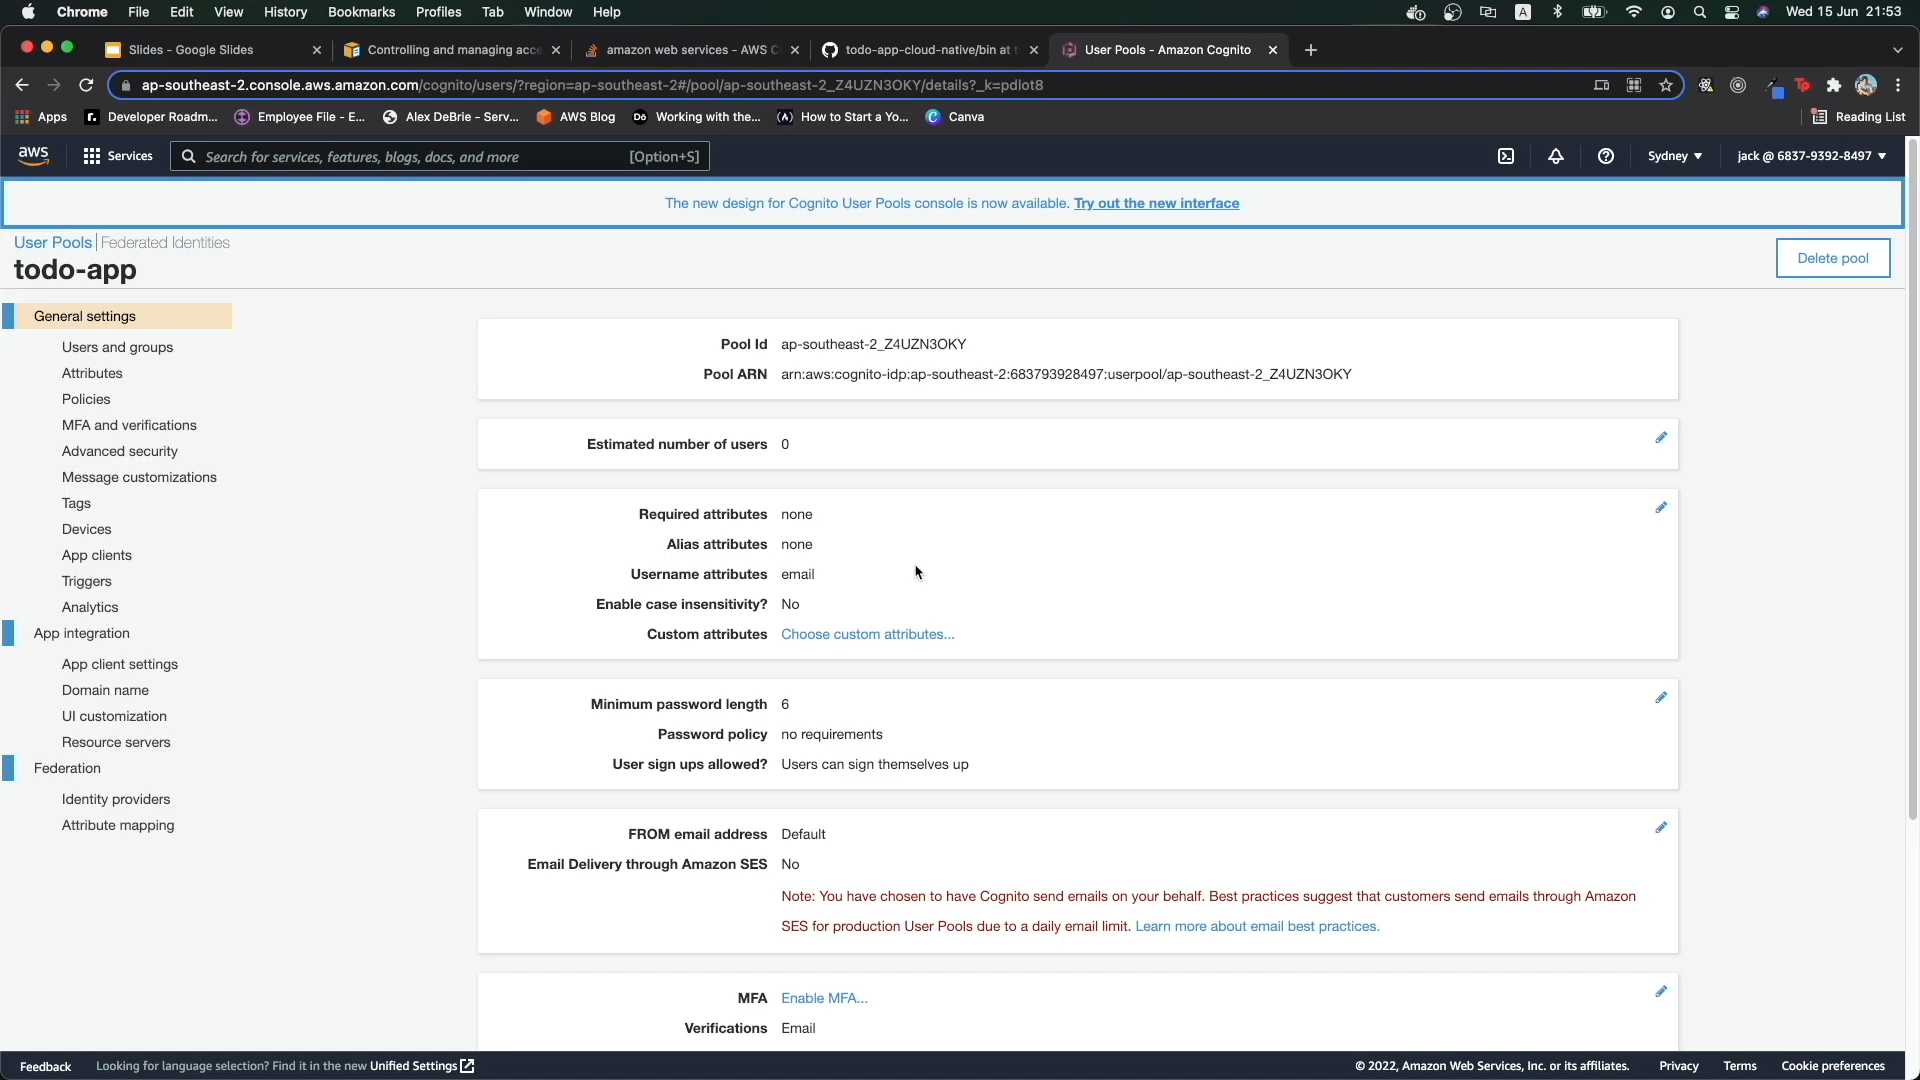 Chrome File Edit View History Bookmarks Profiles Tab Window Help A Wed 15 Jun 21:53
Slides - Google Slides
Controlling and managing acce
amazon web services - AWS C
todo-app-cloud-native/bin at t
User Pools - Amazon Cognito
ap-southeast-2.console.aws.amazon.com/cognito/users/?region=ap-southeast-2#/pool/ap-southeast-2_Z4UZN3OKY/details?_k=pdlot8
Apps Developer Roadm... Employee File - E... Alex DeBrie - Serv... AWS Blog Working with the... How to Start a Yo... Canva Reading List
aws Services Search for services, features, blogs, docs, and more [Option+S] Sydney jack @ 6837-9392-8497
The new design for Cognito User Pools console is now available. Try out the new interface
User Pools Federated Identities
todo-app
Delete pool
General settings
Users and groups
Attributes
Policies
MFA and verifications
Advanced security
Message customizations
Tags
Devices
App clients
Triggers
Analytics
App integration
App client settings
Domain name
UI customization
Resource servers
Federation
Identity providers
Attribute mapping
Pool Id ap-southeast-2_Z4UZN3OKY
Pool ARN arn:aws:cognito-idp:ap-southeast-2:683793928497:userpool/ap-southeast-2_Z4UZN3OKY
Estimated number of users 0
Required attributes none
Alias attributes none
Username attributes email
Enable case insensitivity? No
Custom attributes Choose custom attributes...
Minimum password length 6
Password policy no requirements
User sign ups allowed? Users can sign themselves up
FROM email address Default
Email Delivery through Amazon SES No
Note: You have chosen to have Cognito send emails on your behalf. Best practices suggest that customers send emails through Amazon
SES for production User Pools due to a daily email limit. Learn more about email best practices.
MFA Enable MFA...
Verifications Email
Feedback Looking for language selection? Find it in the new Unified Settings © 2022, Amazon Web Services, Inc. or its affiliates. Privacy Terms Cookie preferences